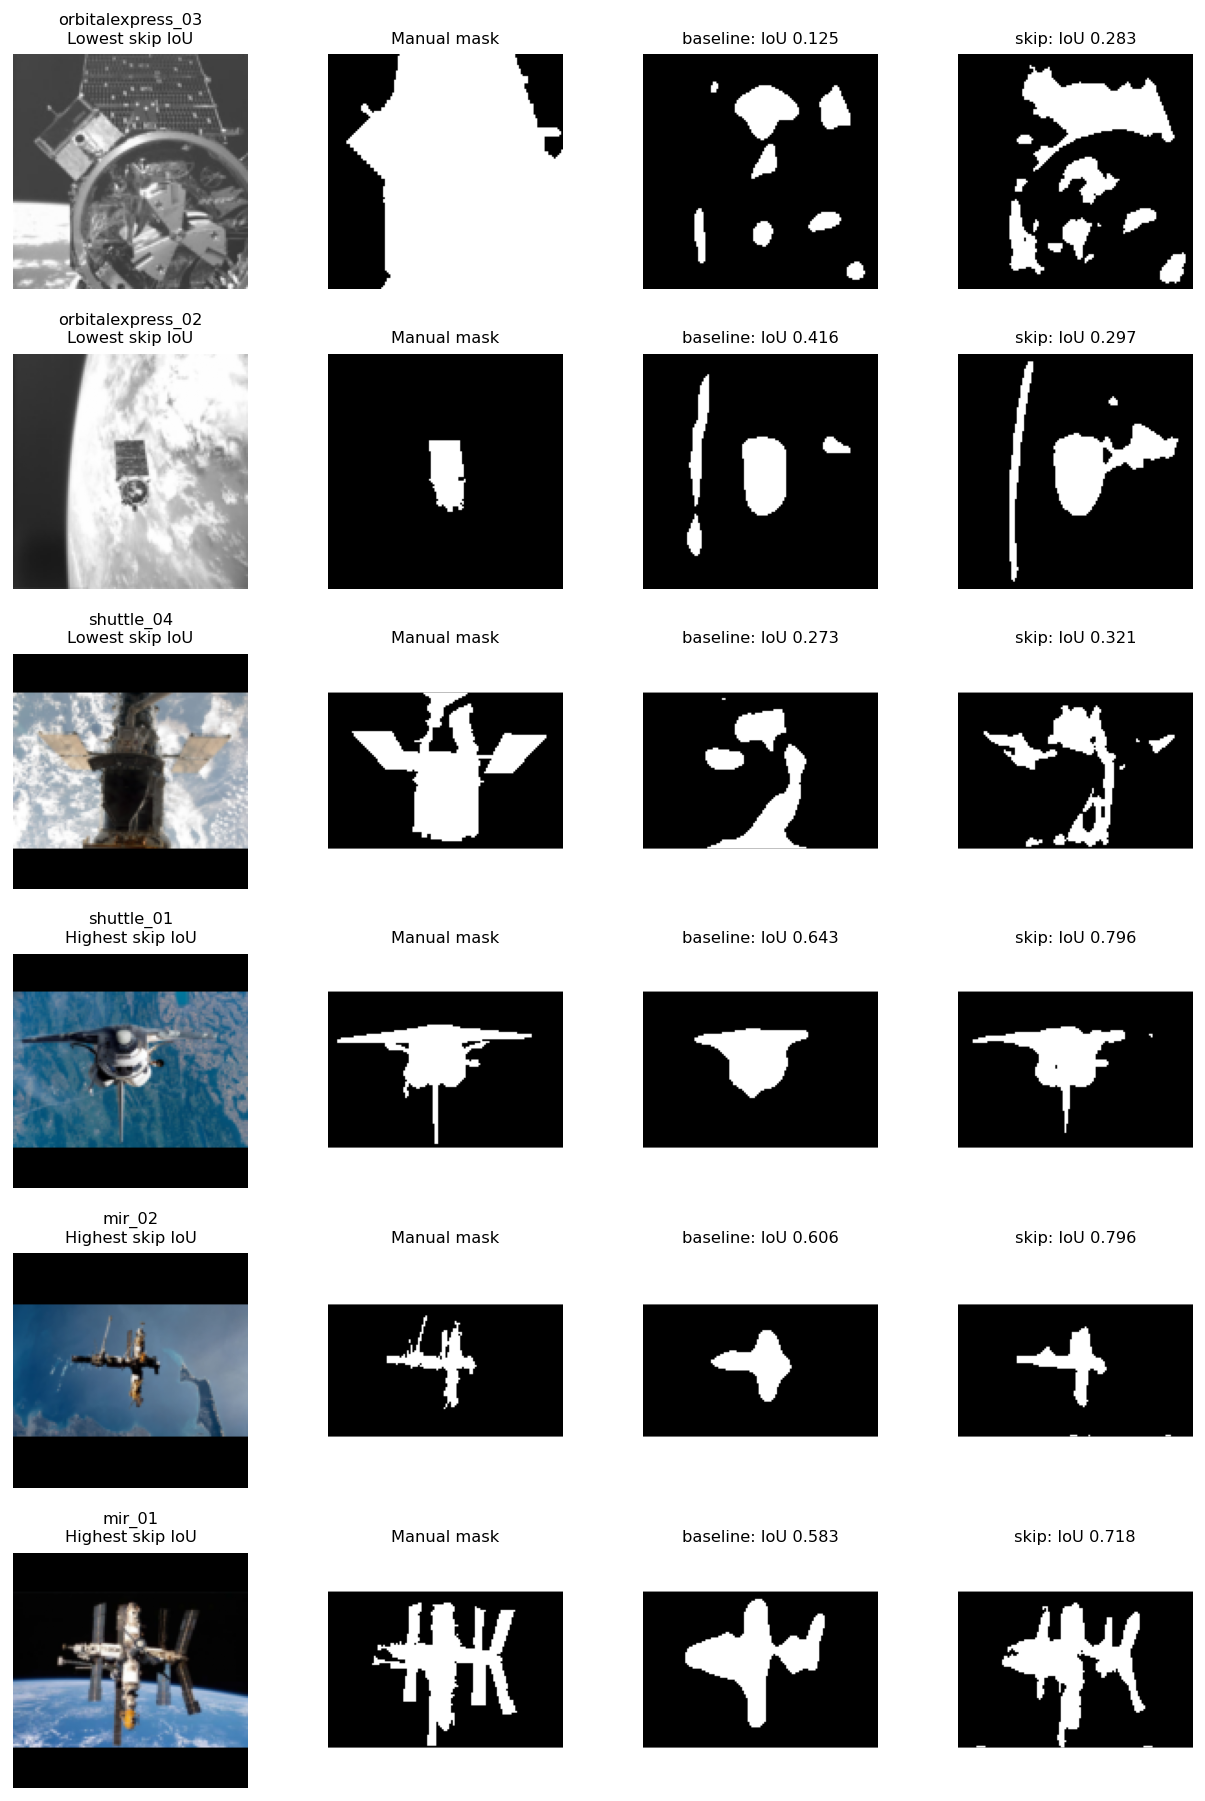 orbitalexpress_03
Lowest skip IoU
Manual mask
baseline: IoU 0.125
skip: IoU 0.283
orbitalexpress_02
Lowest skip IoU
Manual mask
baseline: IoU 0.416
skip: IoU 0.297
shuttle_04
Lowest skip IoU
Manual mask
baseline: IoU 0.273
skip: IoU 0.321
shuttle_01
Highest skip IoU
Manual mask
baseline: IoU 0.643
skip: IoU 0.796
mir_02
Highest skip IoU
Manual mask
baseline: IoU 0.606
skip: IoU 0.796
mir_01
Highest skip IoU
Manual mask
baseline: IoU 0.583
skip: IoU 0.718